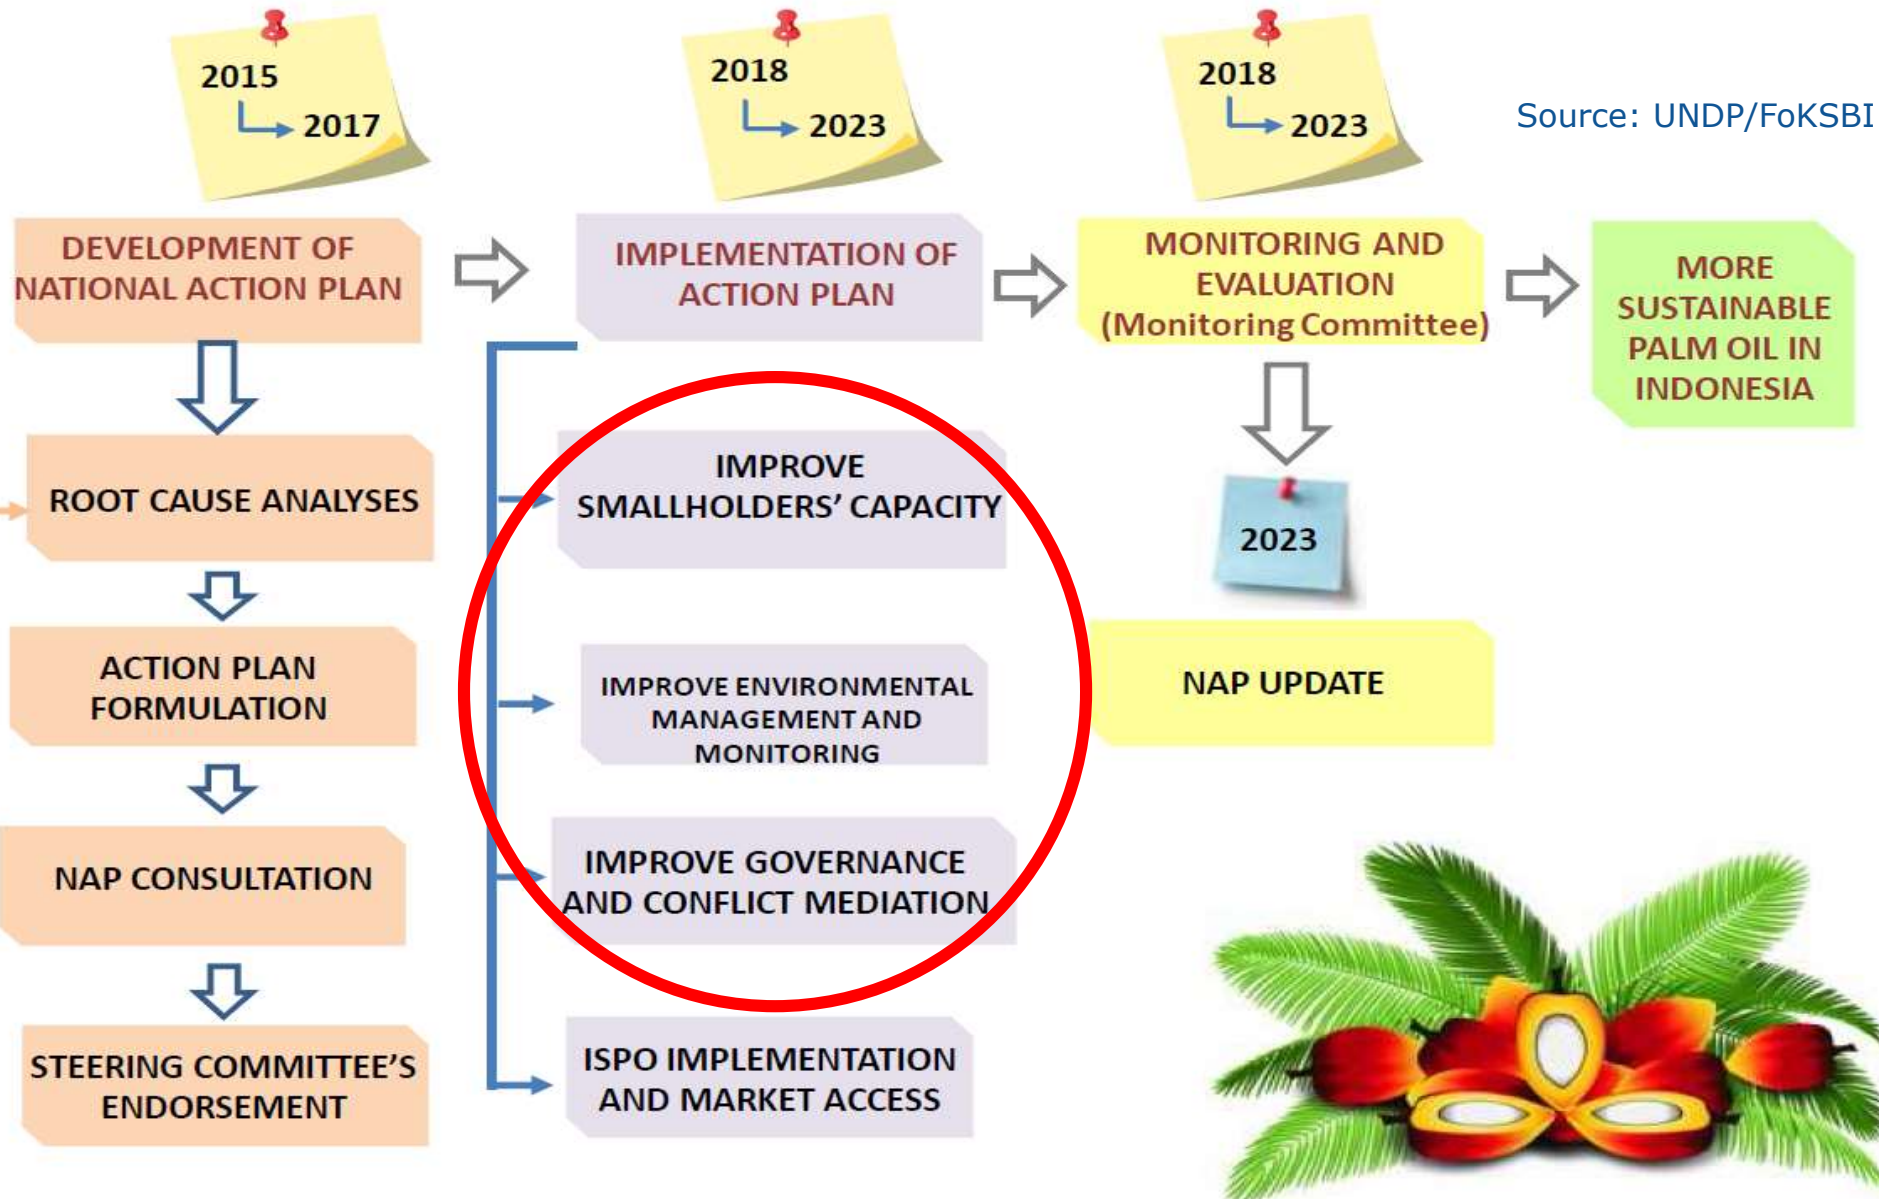 2015
2017
2018
2023
2018
2023
Source: UNDP/FoKSBI
DEVELOPMENT OF
NATIONAL ACTION PLAN
IMPLEMENTATION OF
ACTION PLAN
MONITORING AND
EVALUATION
(Monitoring Committee)
MORE
SUSTAINABLE
PALM OIL IN
INDONESIA
ROOT CAUSE ANALYSES
ACTION PLAN
FORMULATION
NAP CONSULTATION
STEERING COMMITTEE’S
ENDORSEMENT
IMPROVE
SMALLHOLDERS’ CAPACITY
IMPROVE ENVIRONMENTAL
MANAGEMENT AND
MONITORING
IMPROVE GOVERNANCE
AND CONFLICT MEDIATION
ISPO IMPLEMENTATION
AND MARKET ACCESS
2023
NAP UPDATE